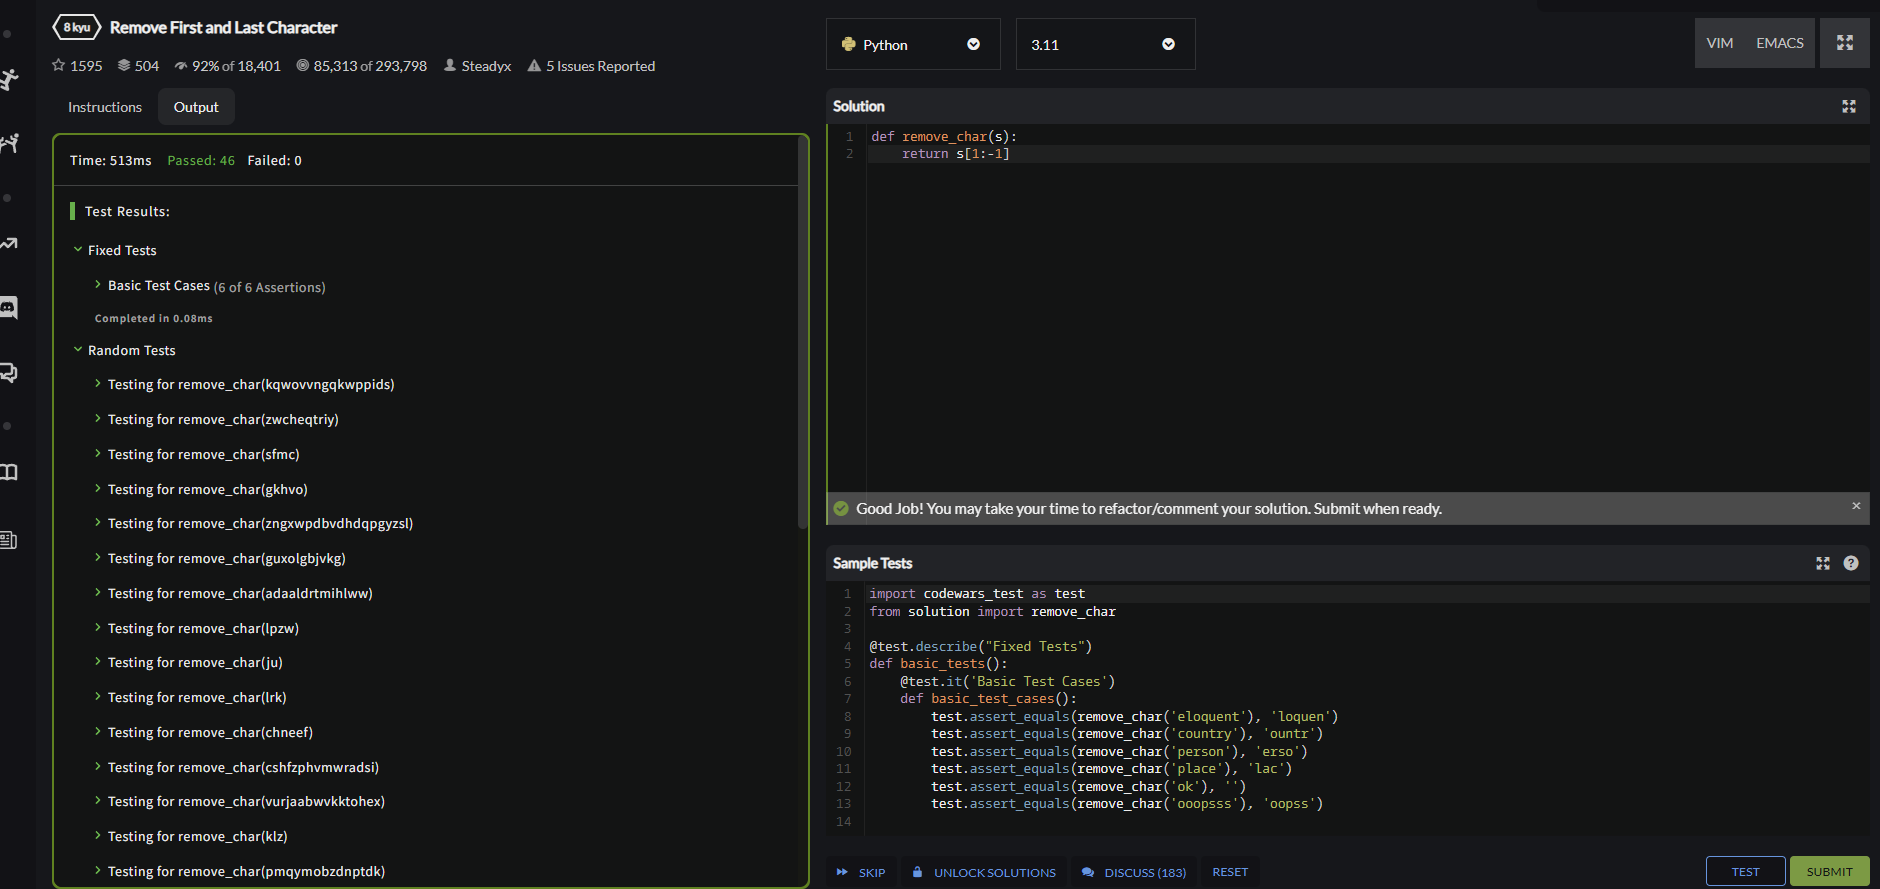 8 kyu Remove First and Last Character
1595 504 92% of 18,401 85,313 of 293,798 Steadyx 5 Issues Reported
Instructions Output
Time: 513ms Passed: 46 Failed: 0
Test Results:
Fixed Tests
Basic Test Cases (6 of 6 Assertions)
Completed in 0.08ms
Random Tests
Testing for remove_char(kqwovvngqkwppids)
Testing for remove_char(zwcheqtriy)
Testing for remove_char(sfmc)
Testing for remove_char(gkhvo)
Testing for remove_char(zngxwpdbvdhdqpgyzsl)
Testing for remove_char(guxolgbjvkg)
Testing for remove_char(adaaldrtmihlww)
Testing for remove_char(lpzw)
Testing for remove_char(ju)
Testing for remove_char(lrk)
Testing for remove_char(chneef)
Testing for remove_char(cshfzphvmwradsi)
Testing for remove_char(vurjaabwvkktohex)
Testing for remove_char(klz)
Testing for remove_char(pmqymobzdnptdk)
Python 3.11 VIM EMACS
Solution
1 def remove_char(s):
2     return s[1:-1]
Good Job! You may take your time to refactor/comment your solution. Submit when ready. ×
Sample Tests ?
1 import codewars_test as test
2 from solution import remove_char
3
4 @test.describe("Fixed Tests")
5 def basic_tests():
6     @test.it('Basic Test Cases')
7     def basic_test_cases():
8         test.assert_equals(remove_char('eloquent'), 'loquen')
9         test.assert_equals(remove_char('country'), 'ountr')
10         test.assert_equals(remove_char('person'), 'erso')
11         test.assert_equals(remove_char('place'), 'lac')
12         test.assert_equals(remove_char('ok'), '')
13         test.assert_equals(remove_char('ooopsss'), 'oopss')
14
SKIP UNLOCK SOLUTIONS DISCUSS (183) RESET TEST SUBMIT